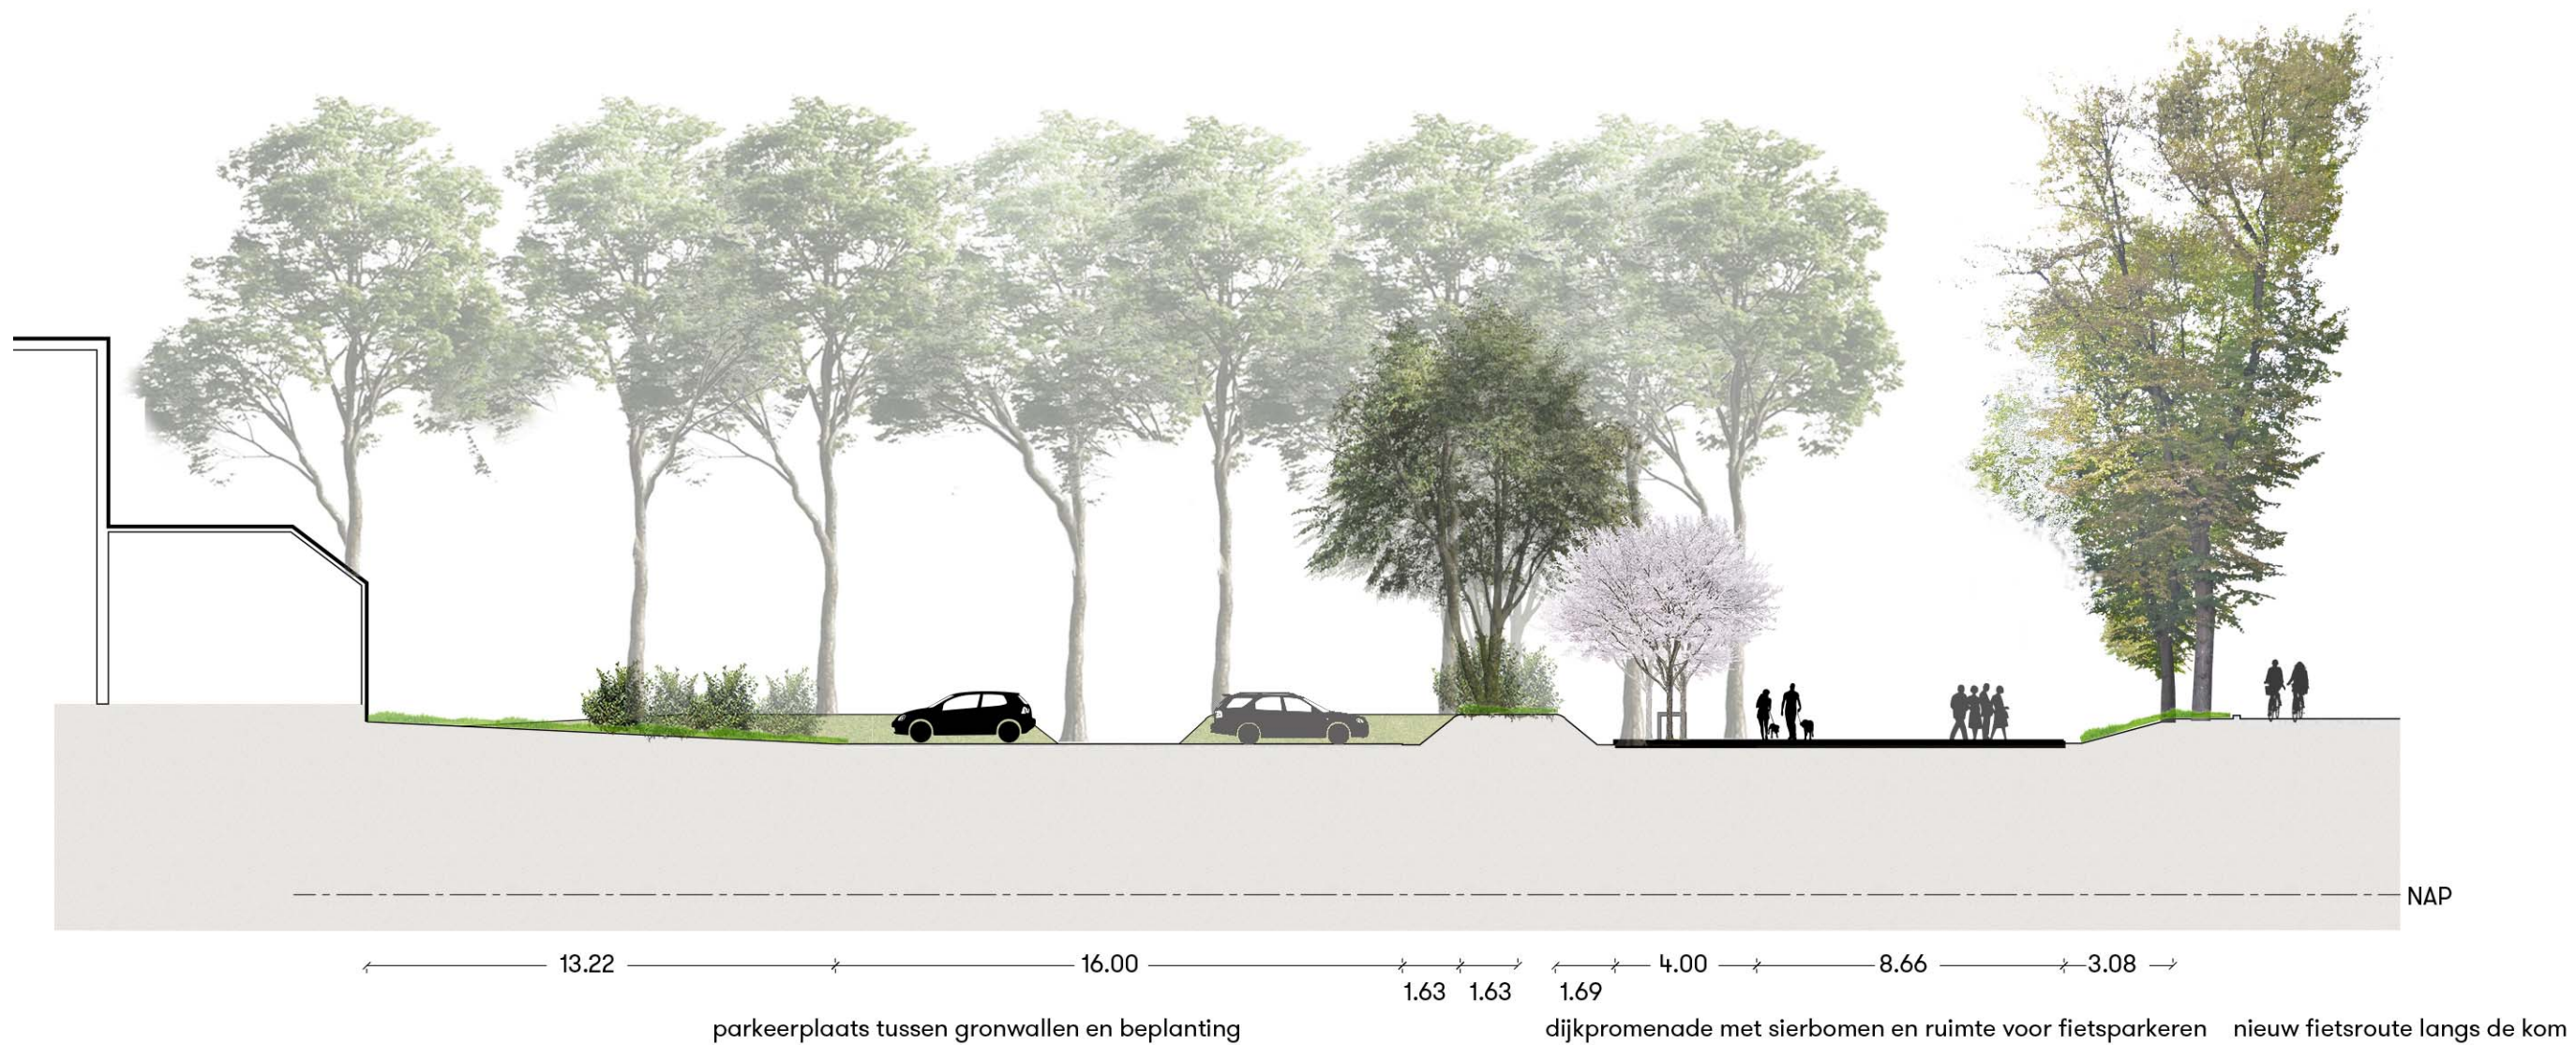 NAP
13.22 16.00 4.00 8.66 3.08
1.63 1.63 1.69
parkeerplaats tussen gronwallen en beplanting dijkpromenade met sierbomen en ruimte voor fietsparkeren nieuw fietsroute langs de kom